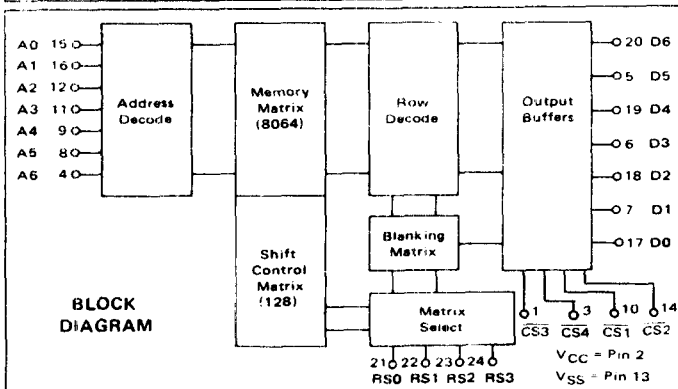 A0 15
A1 16
A2 12
A3 11
A4 9
A5 8
A6 4
Address
Decode
Memory
Matrix
(8064)
Shift
Control
Matrix
(128)
Row
Decode
Blanking
Matrix
Matrix
Select
Output
Buffers
20 D6
5 D5
19 D4
6 D3
18 D2
7 D1
17 D0
1 3 10 14
CS3 CS4 CS1 CS2
21 22 23 24
RS0 RS1 RS2 RS3
VCC = Pin 2
VSS = Pin 13
BLOCK
DIAGRAM